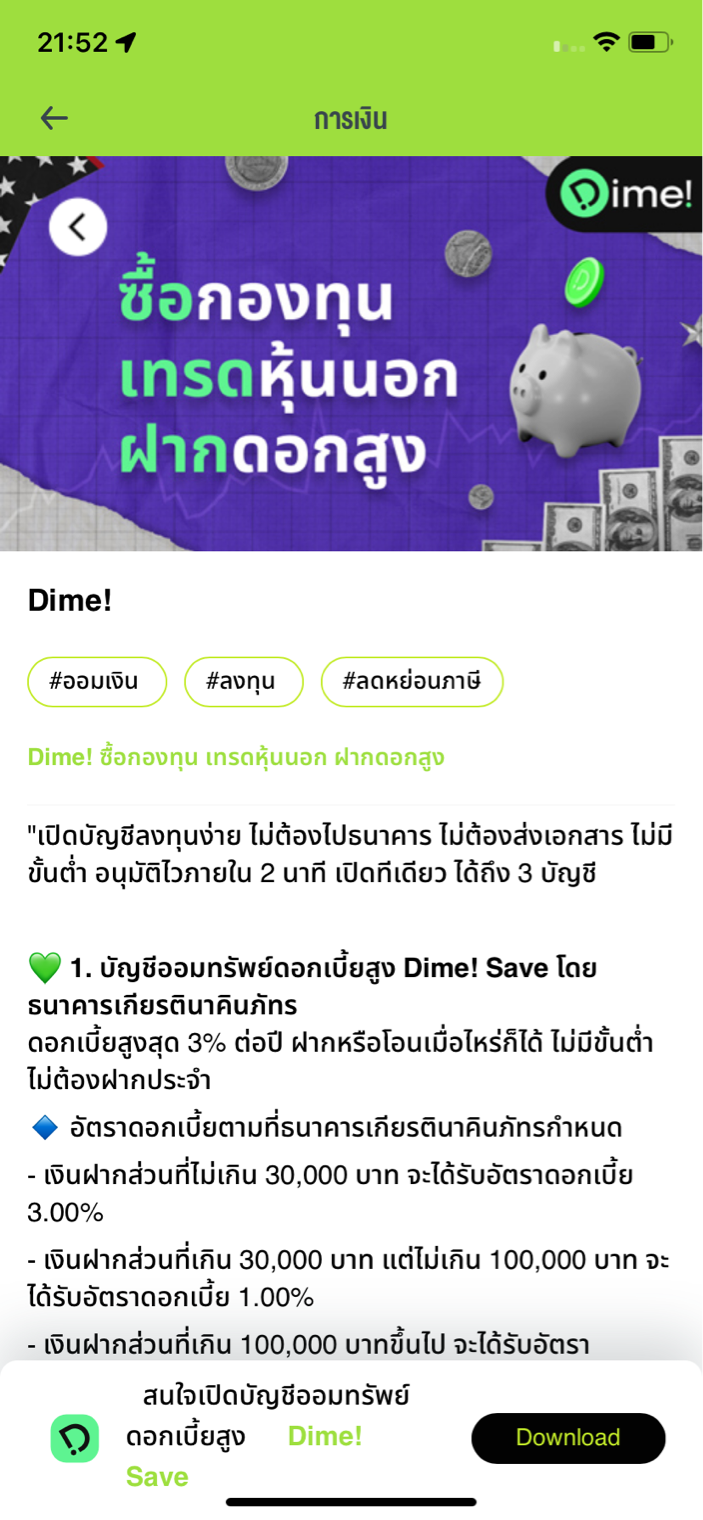 21:52
การเงิน
Dime!
ซื้อกองทุน
เทรดหุ้นนอก
ฝากดอกสูง
Dime!
#ออมเงิน #ลงทุน #ลดหย่อนภาษี
Dime! ซื้อกองทุน เทรดหุ้นนอก ฝากดอกสูง
"เปิดบัญชีลงทุนง่าย ไม่ต้องไปธนาคาร ไม่ต้องส่งเอกสาร ไม่มี
ขั้นต่ำ อนุมัติไวภายใน 2 นาที เปิดทีเดียว ได้ถึง 3 บัญชี
💚 1. บัญชีออมทรัพย์ดอกเบี้ยสูง Dime! Save โดย
ธนาคารเกียรตินาคินภัทร
ดอกเบี้ยสูงสุด 3% ต่อปี ฝากหรือโอนเมื่อไหร่ก็ได้ ไม่มีขั้นต่ำ
ไม่ต้องฝากประจำ
🔹 อัตราดอกเบี้ยตามที่ธนาคารเกียรตินาคินภัทรกำหนด
- เงินฝากส่วนที่ไม่เกิน 30,000 บาท จะได้รับอัตราดอกเบี้ย
3.00%
- เงินฝากส่วนที่เกิน 30,000 บาท แต่ไม่เกิน 100,000 บาท จะ
ได้รับอัตราดอกเบี้ย 1.00%
- เงินฝากส่วนที่เกิน 100,000 บาทขึ้นไป จะได้รับอัตรา
สนใจเปิดบัญชีออมทรัพย์
ดอกเบี้ยสูง Dime!
Save
Download